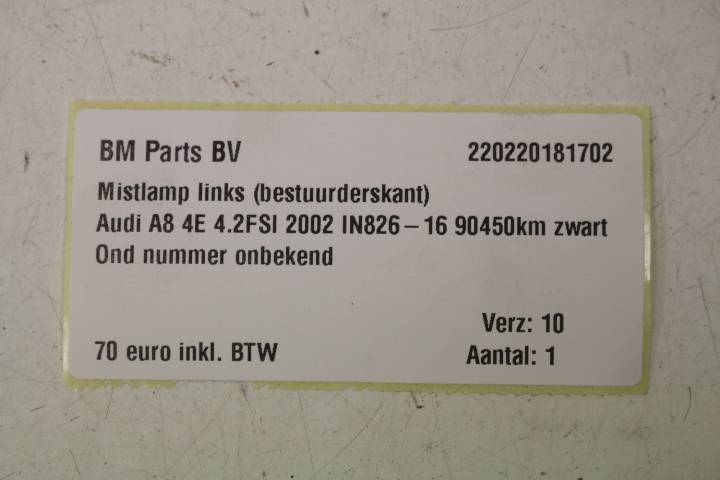 BM Parts BV 220220181702
Mistlamp links (bestuurderskant)
Audi A8 4E 4.2FSI 2002 IN826-16 90450km zwart
Ond nummer onbekend
Verz: 10
70 euro inkl. BTW Aantal: 1